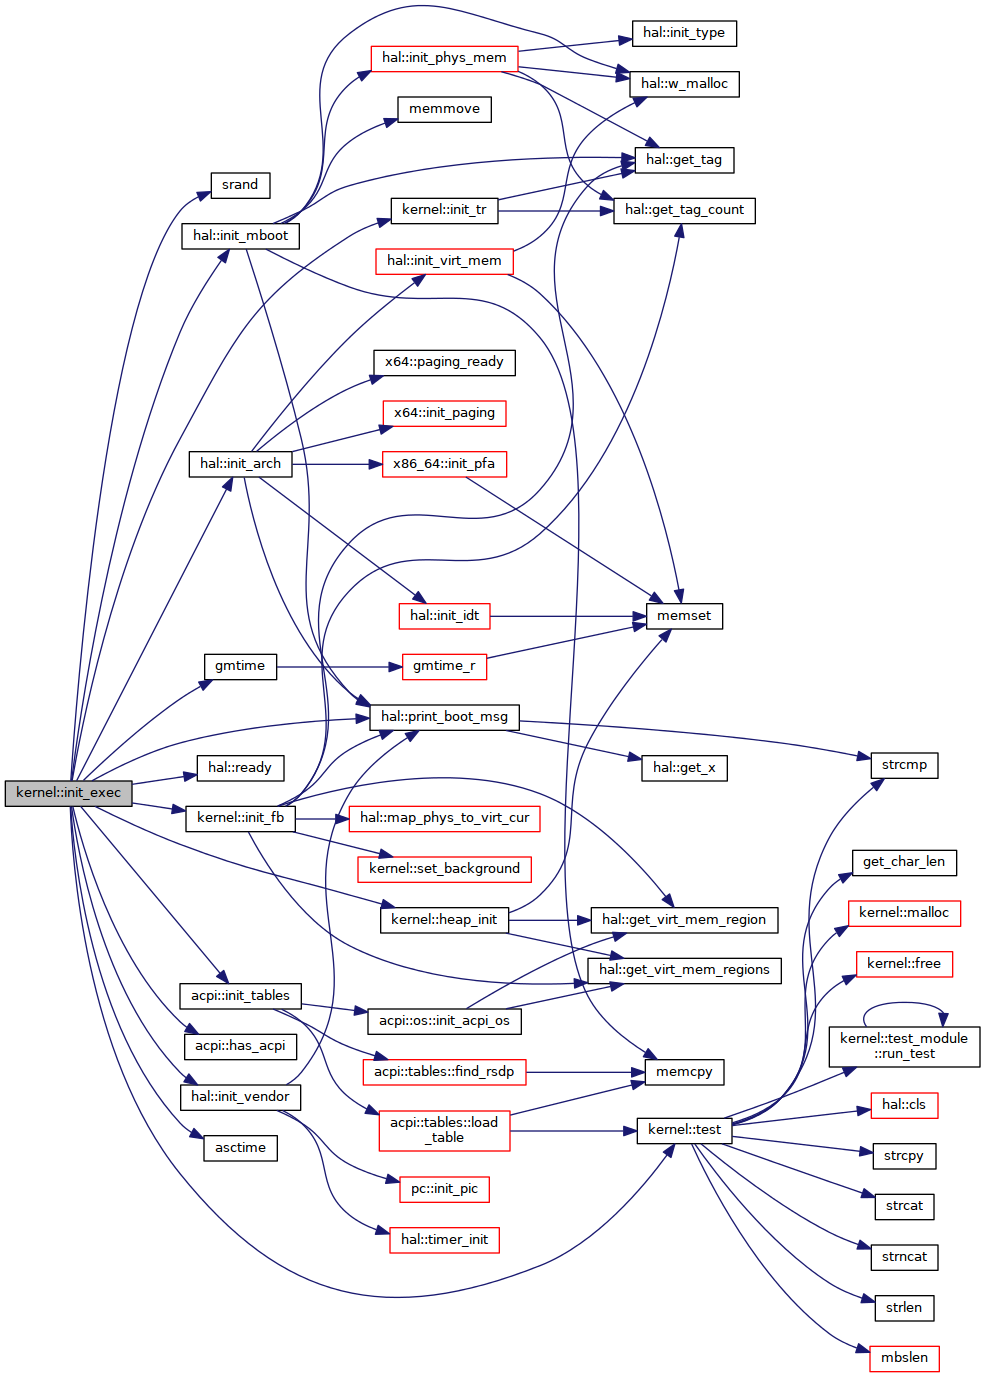 hal::init_type
hal::init_phys_mem
hal::w_malloc
memmove
hal::get_tag
srand
kernel::init_tr
hal::get_tag_count
hal::init_mboot
hal::init_virt_mem
x64::paging_ready
x64::init_paging
hal::init_arch
x86_64::init_pfa
hal::init_idt
memset
gmtime
gmtime_r
hal::print_boot_msg
hal::ready
hal::get_x
strcmp
kernel::init_exec
kernel::init_fb
hal::map_phys_to_virt_cur
kernel::set_background
get_char_len
kernel::heap_init
hal::get_virt_mem_region
kernel::malloc
kernel::free
hal::get_virt_mem_regions
acpi::init_tables
acpi::os::init_acpi_os
acpi::has_acpi
kernel::test_module
::run_test
acpi::tables::find_rsdp
memcpy
hal::init_vendor
hal::cls
acpi::tables::load
_table
kernel::test
asctime
strcpy
pc::init_pic
strcat
hal::timer_init
strncat
strlen
mbslen